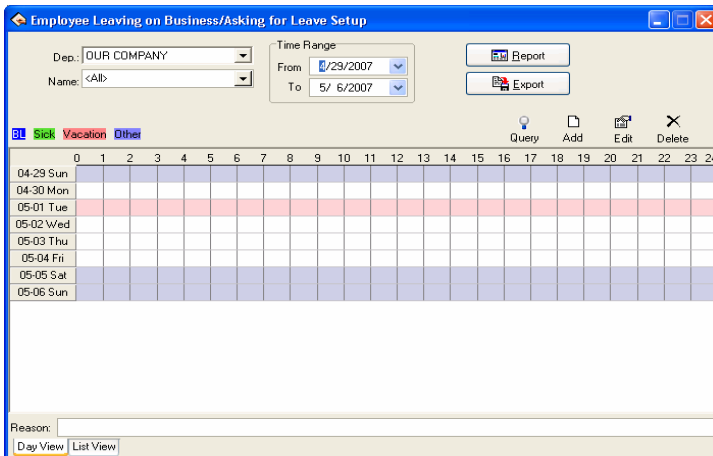 Employee Leaving on Business/Asking for Leave Setup
Dep.: OUR COMPANY
Name: <All>
Time Range
From 4/29/2007
To 5/ 6/2007
Report
Export
BL Sick Vacation Other
Query Add Edit Delete
0 1 2 3 4 5 6 7 8 9 10 11 12 13 14 15 16 17 18 19 20 21 22 23 24
04-29 Sun
04-30 Mon
05-01 Tue
05-02 Wed
05-03 Thu
05-04 Fri
05-05 Sat
05-06 Sun
Reason:
Day View List View